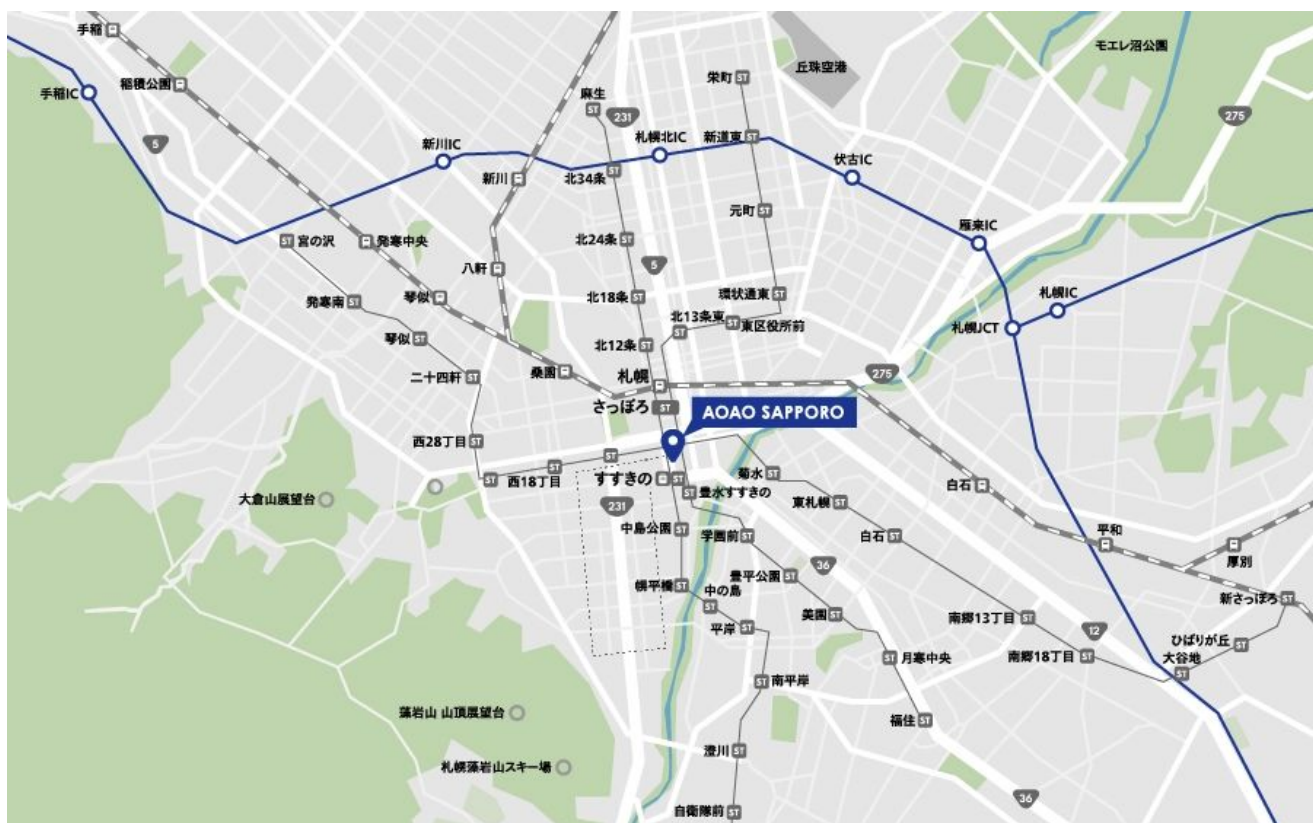 手稲
モエレ沼公園
丘珠空港
栄町
稲積公園
手稲IC
麻生
275
231
5
新川IC
札幌北IC
新道東
伏古IC
新川
北34条
元町
雁来IC
宮の沢
発寒中央
北24条
八軒
5
発寒南
琴似
北18条
環状通東
札幌IC
北13条東
東区役所前
札幌JCT
琴似
北12条
二十四軒
桑園
札幌
275
さっぽろ
AOAO SAPPORO
西28丁目
菊水
西18丁目
すすきの
白石
大倉山展望台
豊水すすきの
東札幌
231
中島公園
学園前
白石
平和
厚別
36
豊平公園
幌平橋
中の島
新さっぽろ
美園
南郷13丁目
平岸
12
ひばりが丘
月寒中央
南郷18丁目
大谷地
南平岸
藻岩山 山頂展望台
福住
澄川
札幌藻岩山スキー場
36
自衛隊前